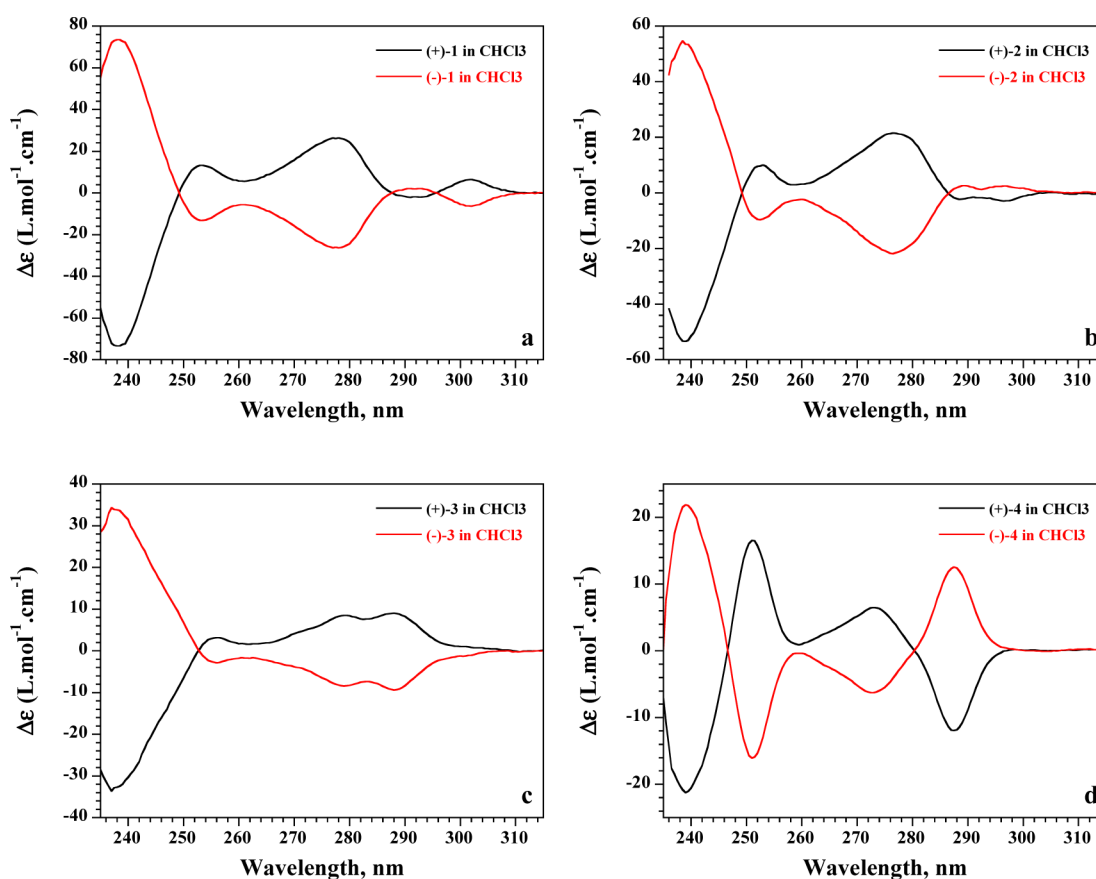 80
60
40
20
0
-20
-40
-60
-80
Δε (L.mol⁻¹.cm⁻¹)
(+)-1 in CHCl3
(-)-1 in CHCl3
a
240 250 260 270 280 290 300 310
Wavelength, nm
60
40
20
0
-20
-40
-60
Δε (L.mol⁻¹.cm⁻¹)
(+)-2 in CHCl3
(-)-2 in CHCl3
b
240 250 260 270 280 290 300 310
Wavelength, nm
40
30
20
10
0
-10
-20
-30
-40
Δε (L.mol⁻¹.cm⁻¹)
(+)-3 in CHCl3
(-)-3 in CHCl3
c
240 250 260 270 280 290 300 310
Wavelength, nm
20
10
0
-10
-20
Δε (L.mol⁻¹.cm⁻¹)
(+)-4 in CHCl3
(-)-4 in CHCl3
d
240 250 260 270 280 290 300 310
Wavelength, nm